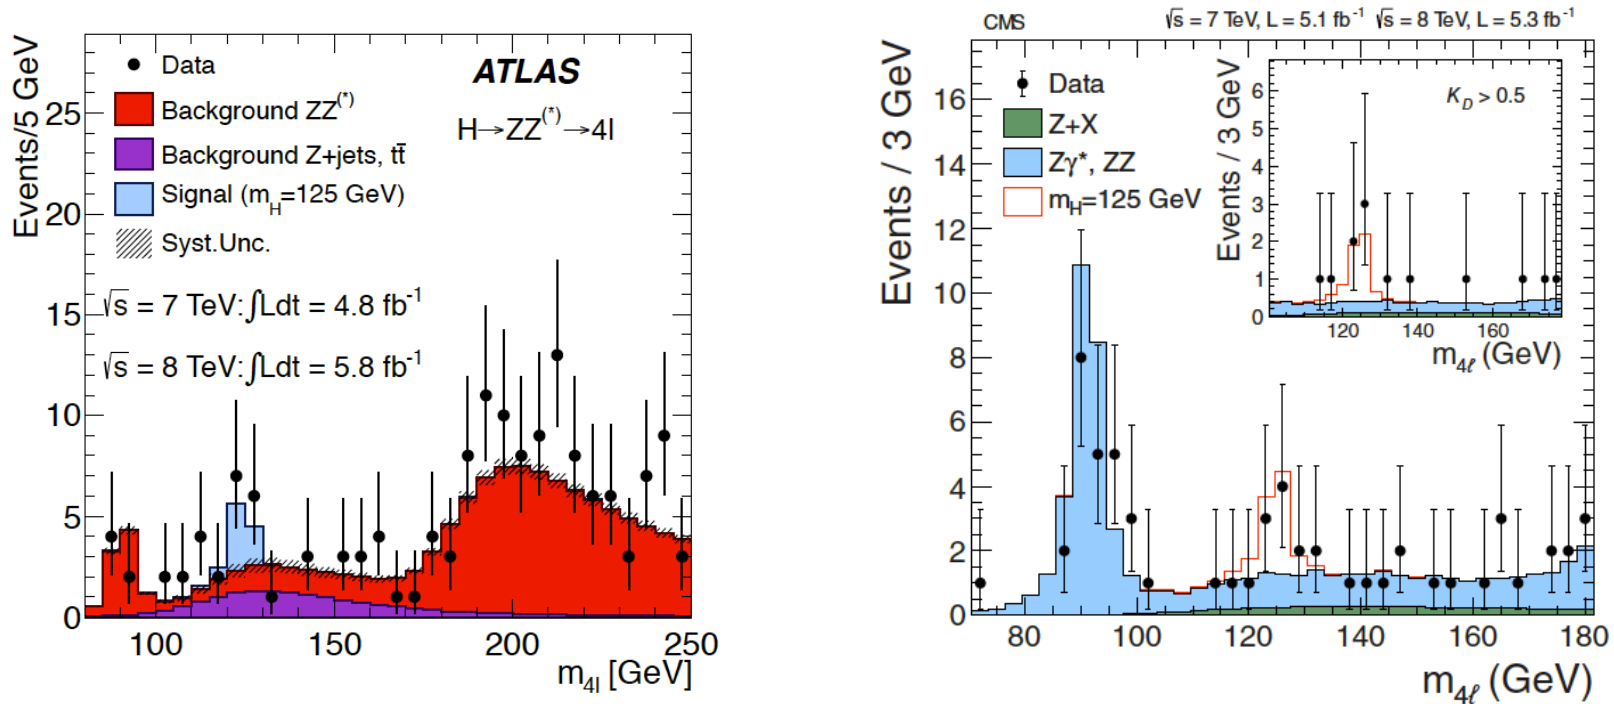 Events/5 GeV
25
20
15
10
5
0
Data
Background ZZ(*)
Background Z+jets, tt̄
Signal (mH=125 GeV)
Syst.Unc.
√s = 7 TeV:∫Ldt = 4.8 fb-1
√s = 8 TeV:∫Ldt = 5.8 fb-1
ATLAS
H→ZZ(*)→4l
100 150 200 250
m4l [GeV]
CMS √s = 7 TeV, L = 5.1 fb-1 √s = 8 TeV, L = 5.3 fb-1
Events / 3 GeV
16
14
12
10
8
6
4
2
0
Data
Z+X
Zγ*, ZZ
mH=125 GeV
Events / 3 GeV
6
5
4
3
2
1
0
KD > 0.5
120 140 160
m4ℓ (GeV)
80 100 120 140 160 180
m4ℓ (GeV)